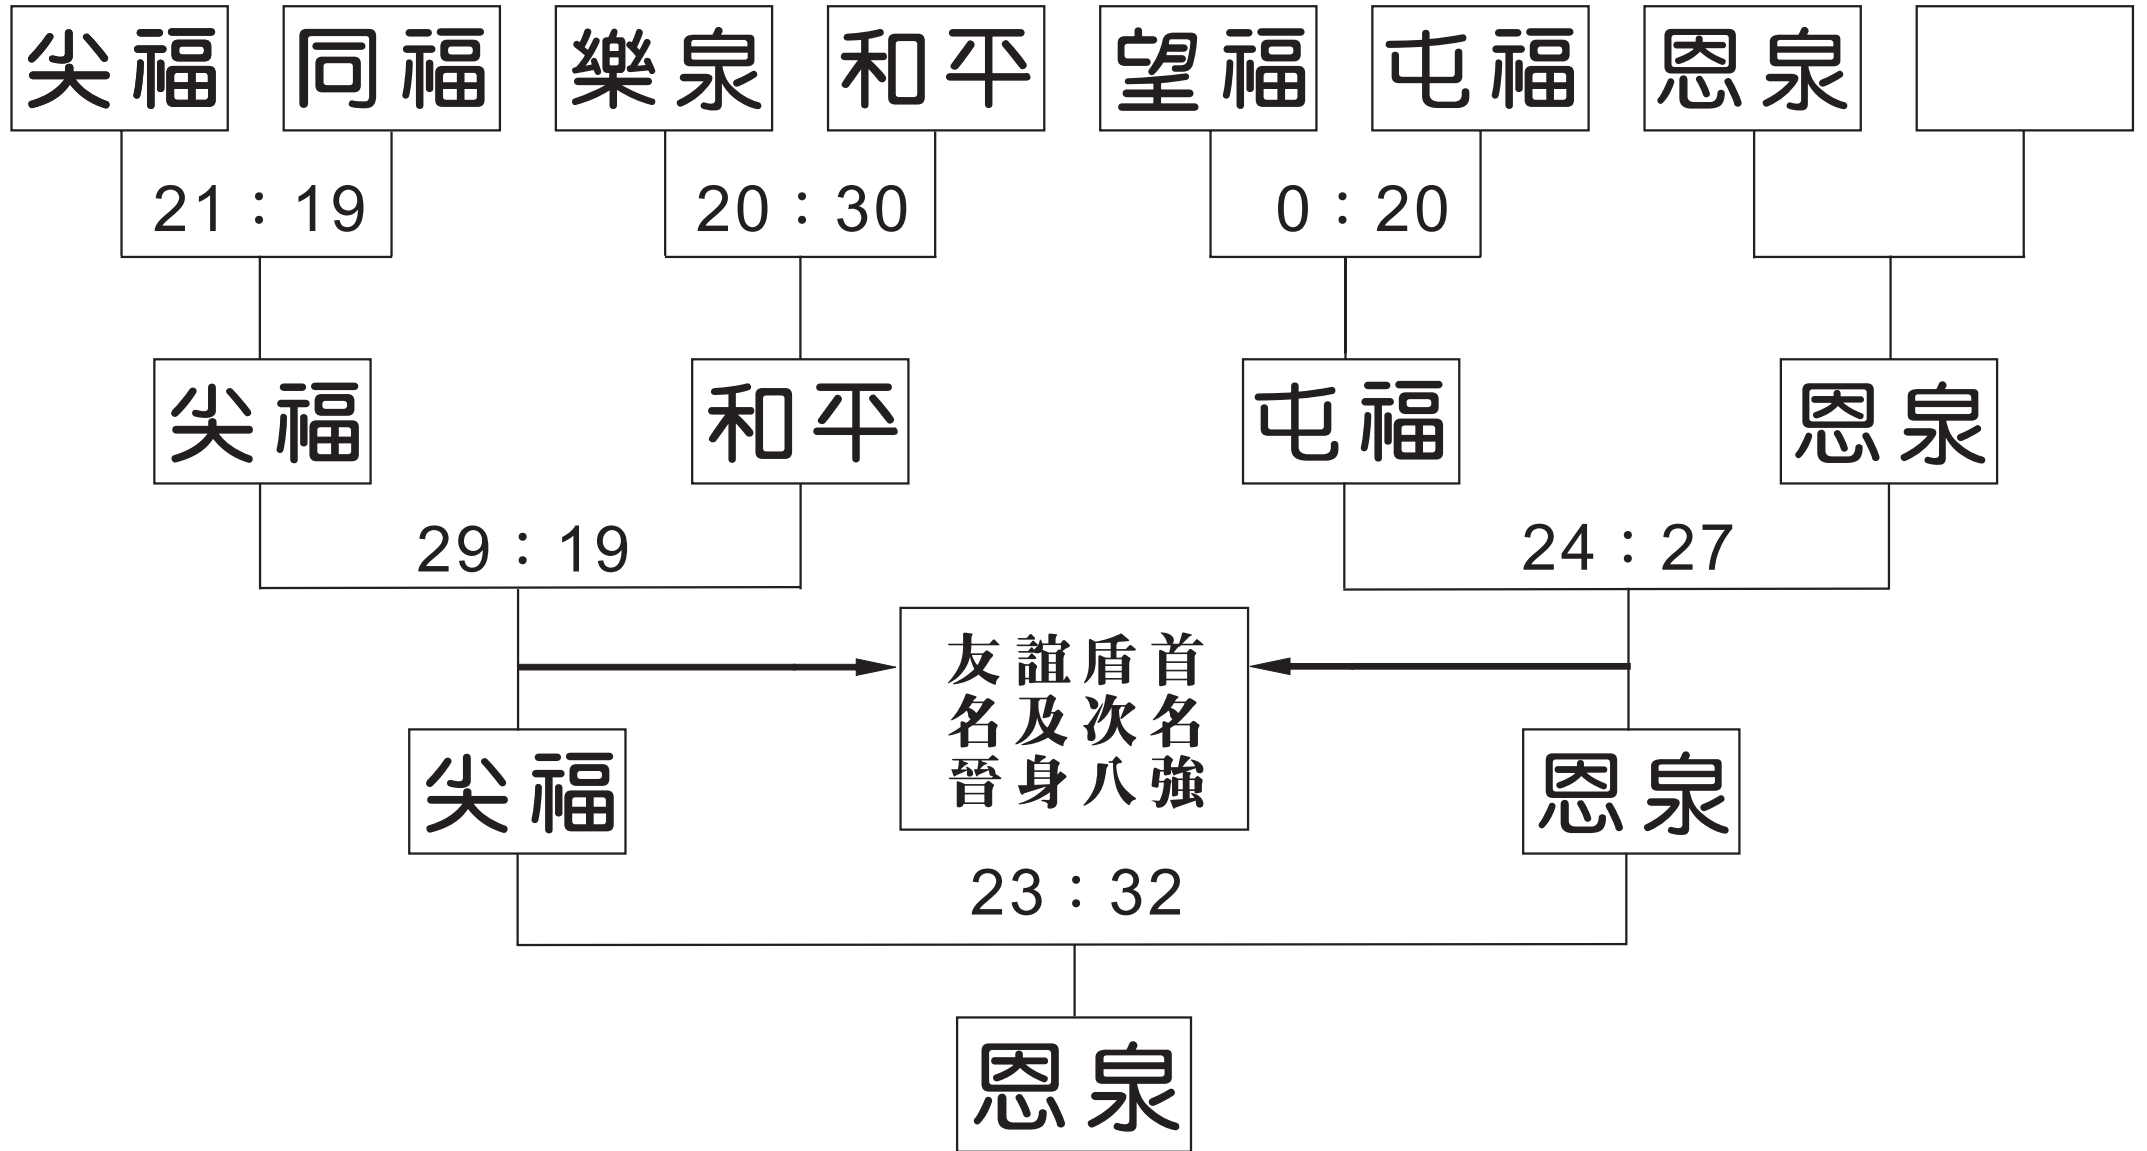 尖福 同福 樂泉 和平 望福 屯福 恩泉
21：19 20：30 0：20
尖福 和平 屯福 恩泉
29：19 24：27
友誼盾首
名及次名
晉身八強
尖福 恩泉
23：32
恩泉